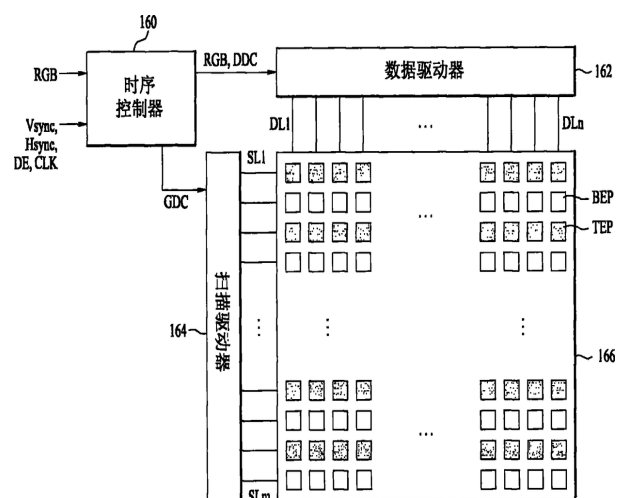 160
RGB
时序
控制器
RGB, DDC
数据驱动器
162
Vsync,
Hsync,
DE, CLK
DL1
...
DLn
GDC
SL1
BEP
TEP
扫描驱动器
164
166
SLm